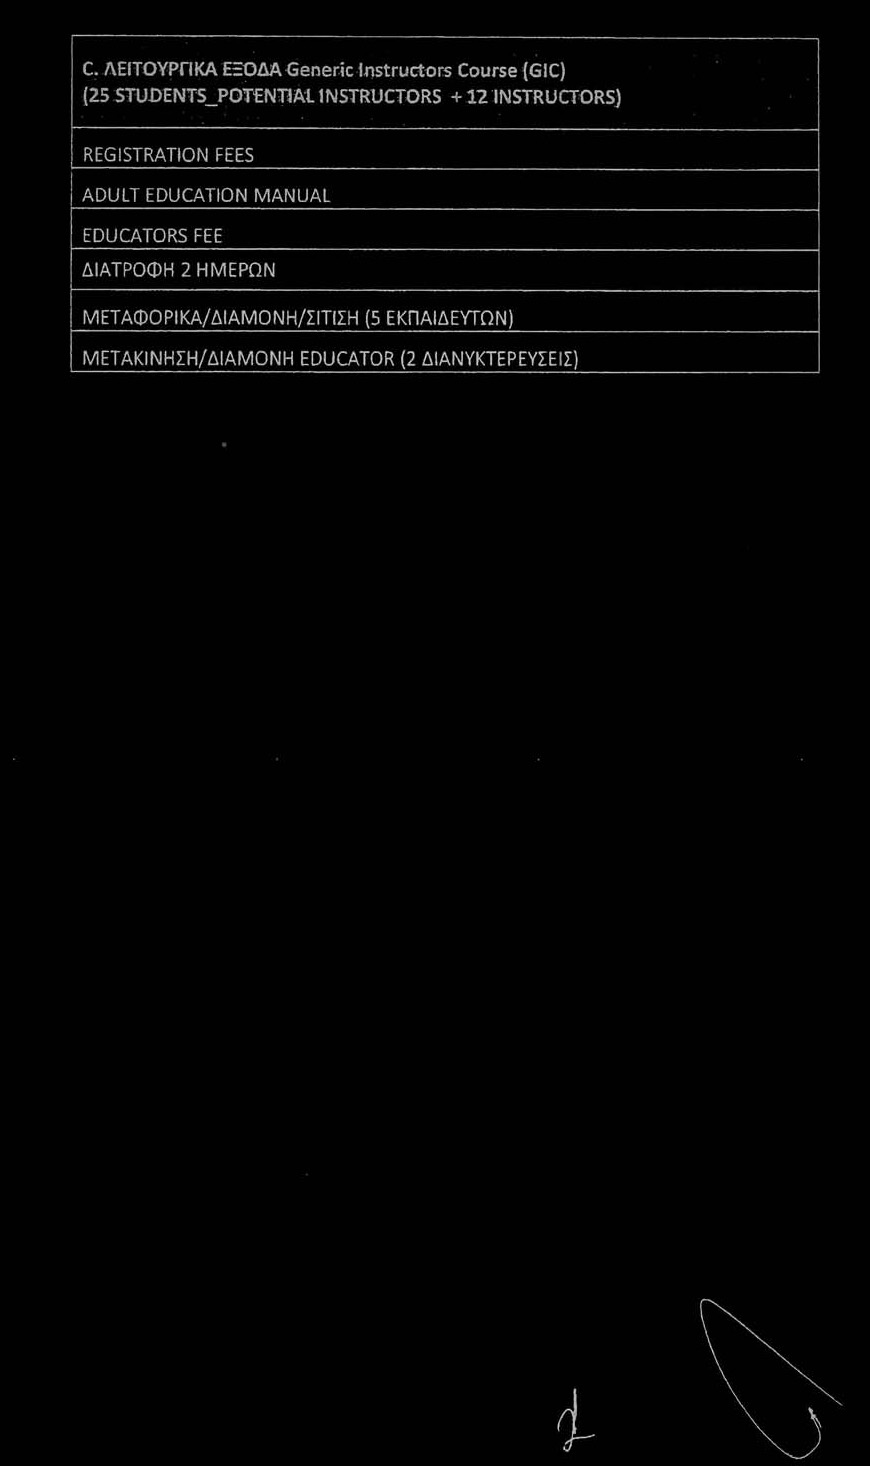 C. ΛΕΙΤΟΥΡΓΙΚΑ ΕΞΟΔΑ Generic Instructors Course (GIC)
(25 STUDENTS_POTENTIAL INSTRUCTORS + 12 INSTRUCTORS)
REGISTRATION FEES
ADULT EDUCATION MANUAL
EDUCATORS FEE
ΔΙΑΤΡΟΦΗ 2 ΗΜΕΡΩΝ
ΜΕΤΑΦΟΡΙΚΑ/ΔΙΑΜΟΝΗ/ΣΙΤΙΣΗ (5 ΕΚΠΑΙΔΕΥΤΩΝ)
ΜΕΤΑΚΙΝΗΣΗ/ΔΙΑΜΟΝΗ EDUCATOR (2 ΔΙΑΝΥΚΤΕΡΕΥΣΕΙΣ)